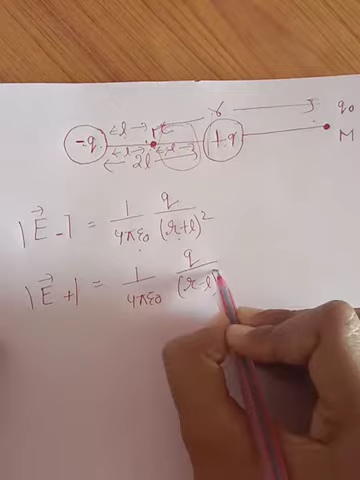 r q₀
←l→
-q +q M
←l→ ←l→
2l
|E⃗₋| = 1/4πε₀ q/(r+l)²
|E⃗₊| = 1/4πε₀ q/(r-l)